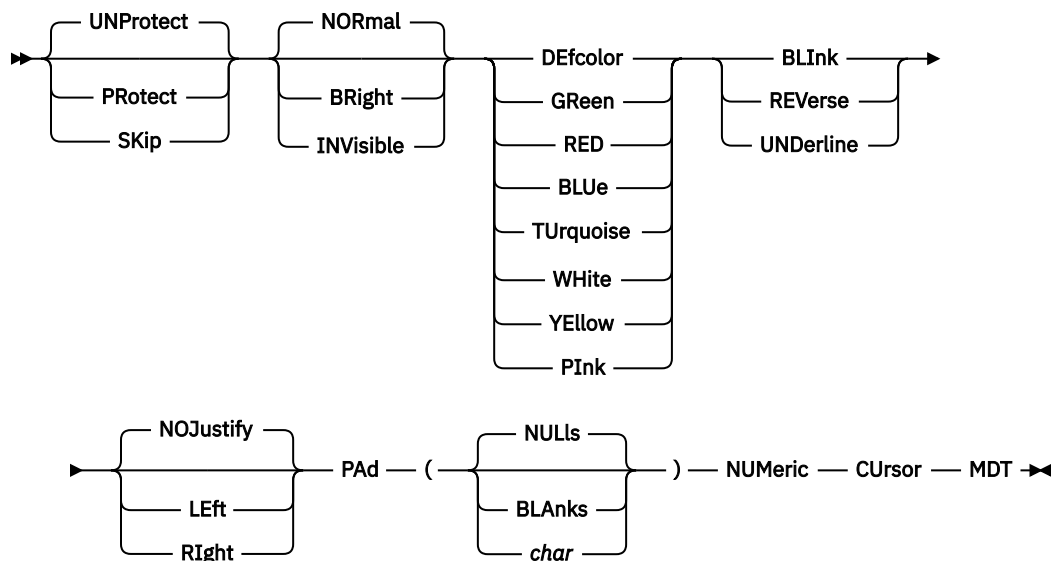 UNProtect
PRotect
SKip
NORmal
BRight
INVisible
DEfcolor
GReen
RED
BLUe
TUrquoise
WHite
YEllow
PInk
BLInk
REVerse
UNDerline
NOJustify
LEft
RIght
PAd
(
NULls
BLAnks
char
)
NUMeric
CUrsor
MDT